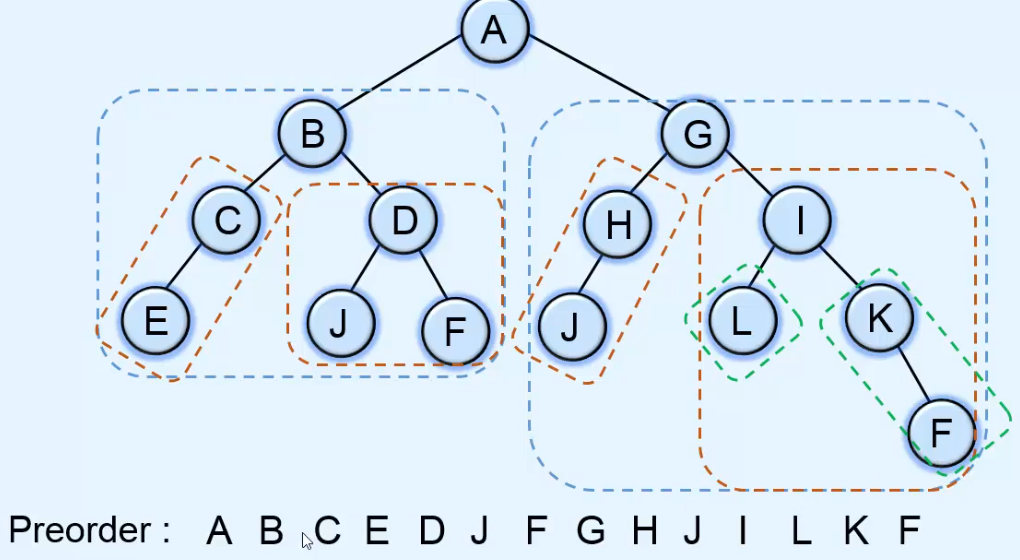 A
B G
C D H I
E J F J L K
F
Preorder : A B C E D J F G H J I L K F